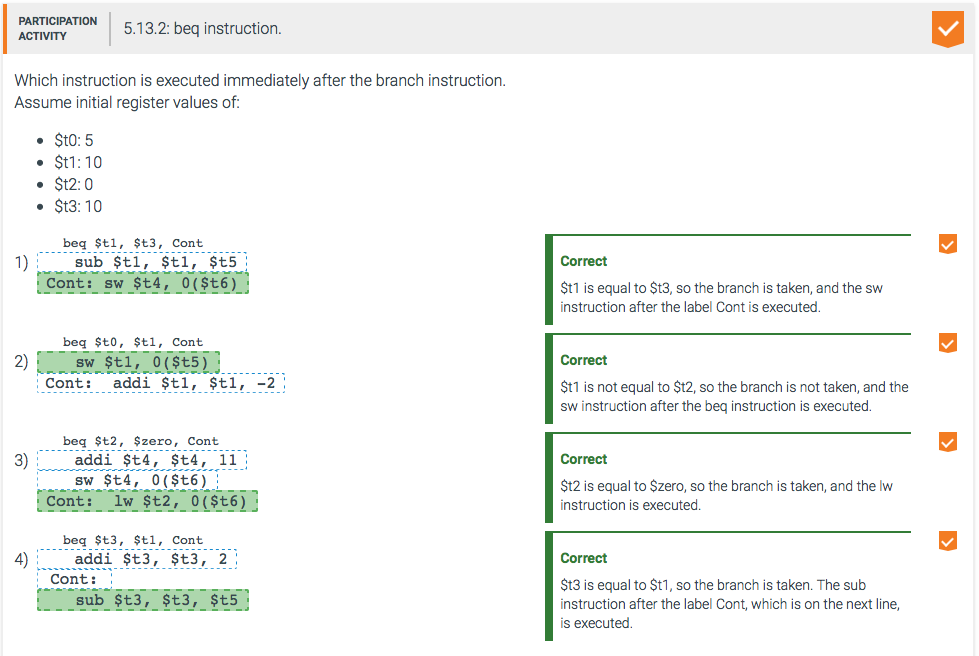 PARTICIPATION
ACTIVITY
5.13.2: beq instruction.
Which instruction is executed immediately after the branch instruction.
Assume initial register values of:
• $t0: 5
• $t1: 10
• $t2: 0
• $t3: 10
1)
beq $t1, $t3, Cont
sub $t1, $t1, $t5
Cont: sw $t4, 0($t6)
Correct
$t1 is equal to $t3, so the branch is taken, and the sw
instruction after the label Cont is executed.
2)
beq $t0, $t1, Cont
sw $t1, 0($t5)
Cont: addi $t1, $t1, -2
Correct
$t1 is not equal to $t2, so the branch is not taken, and the
sw instruction after the beq instruction is executed.
3)
beq $t2, $zero, Cont
addi $t4, $t4, 11
sw $t4, 0($t6)
Cont: lw $t2, 0($t6)
Correct
$t2 is equal to $zero, so the branch is taken, and the lw
instruction is executed.
4)
beq $t3, $t1, Cont
addi $t3, $t3, 2
Cont:
sub $t3, $t3, $t5
Correct
$t3 is equal to $t1, so the branch is taken. The sub
instruction after the label Cont, which is on the next line,
is executed.